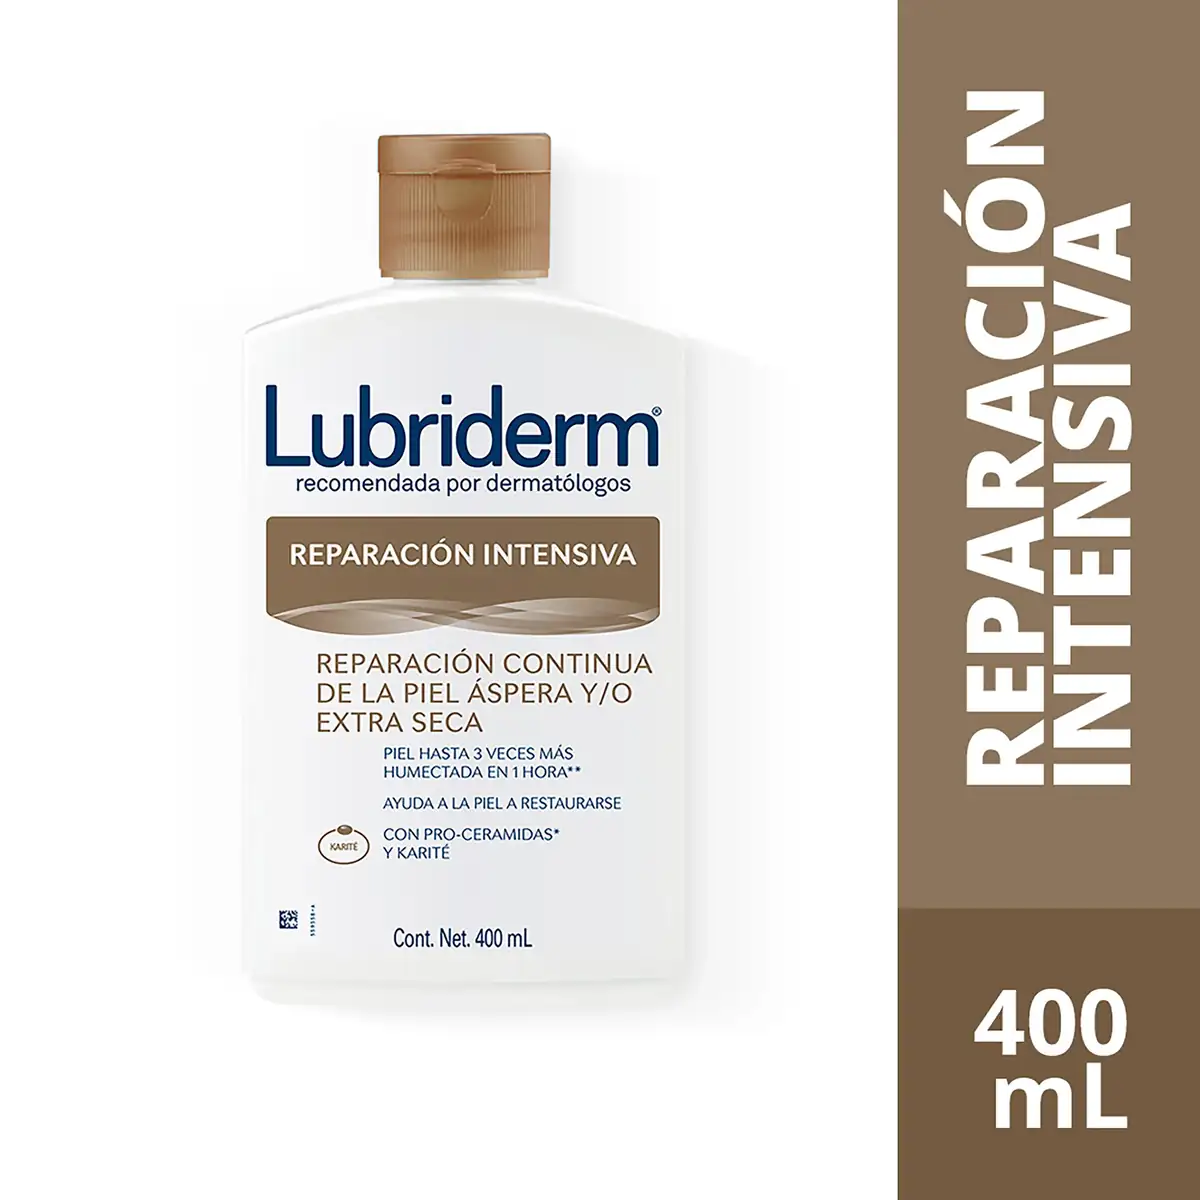 Lubriderm®
recomendada por dermatólogos
REPARACIÓN INTENSIVA
REPARACIÓN CONTINUA
DE LA PIEL ÁSPERA Y/O
EXTRA SECA
PIEL HASTA 3 VECES MÁS
HUMECTADA EN 1 HORA**
AYUDA A LA PIEL A RESTAURARSE
KARITÉ
CON PRO-CERAMIDAS*
Y KARITÉ
Cont. Net. 400 mL
REPARACIÓN
INTENSIVA
400
mL